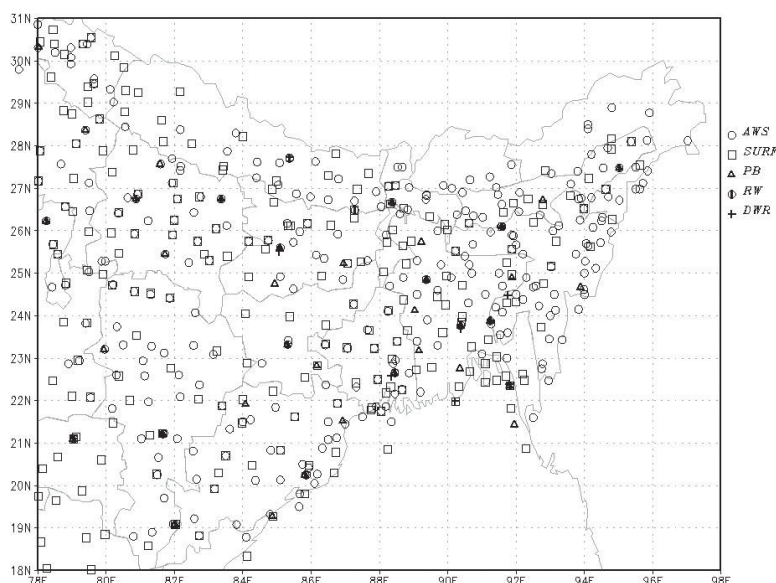 31N
30N
29N
28N
27N
26N
25N
24N
23N
22N
21N
20N
19N
18N
78E 80E 82E 84E 86E 88E 90E 92E 94E 96E 98E
AWS
SURF
PB
RW
DWR